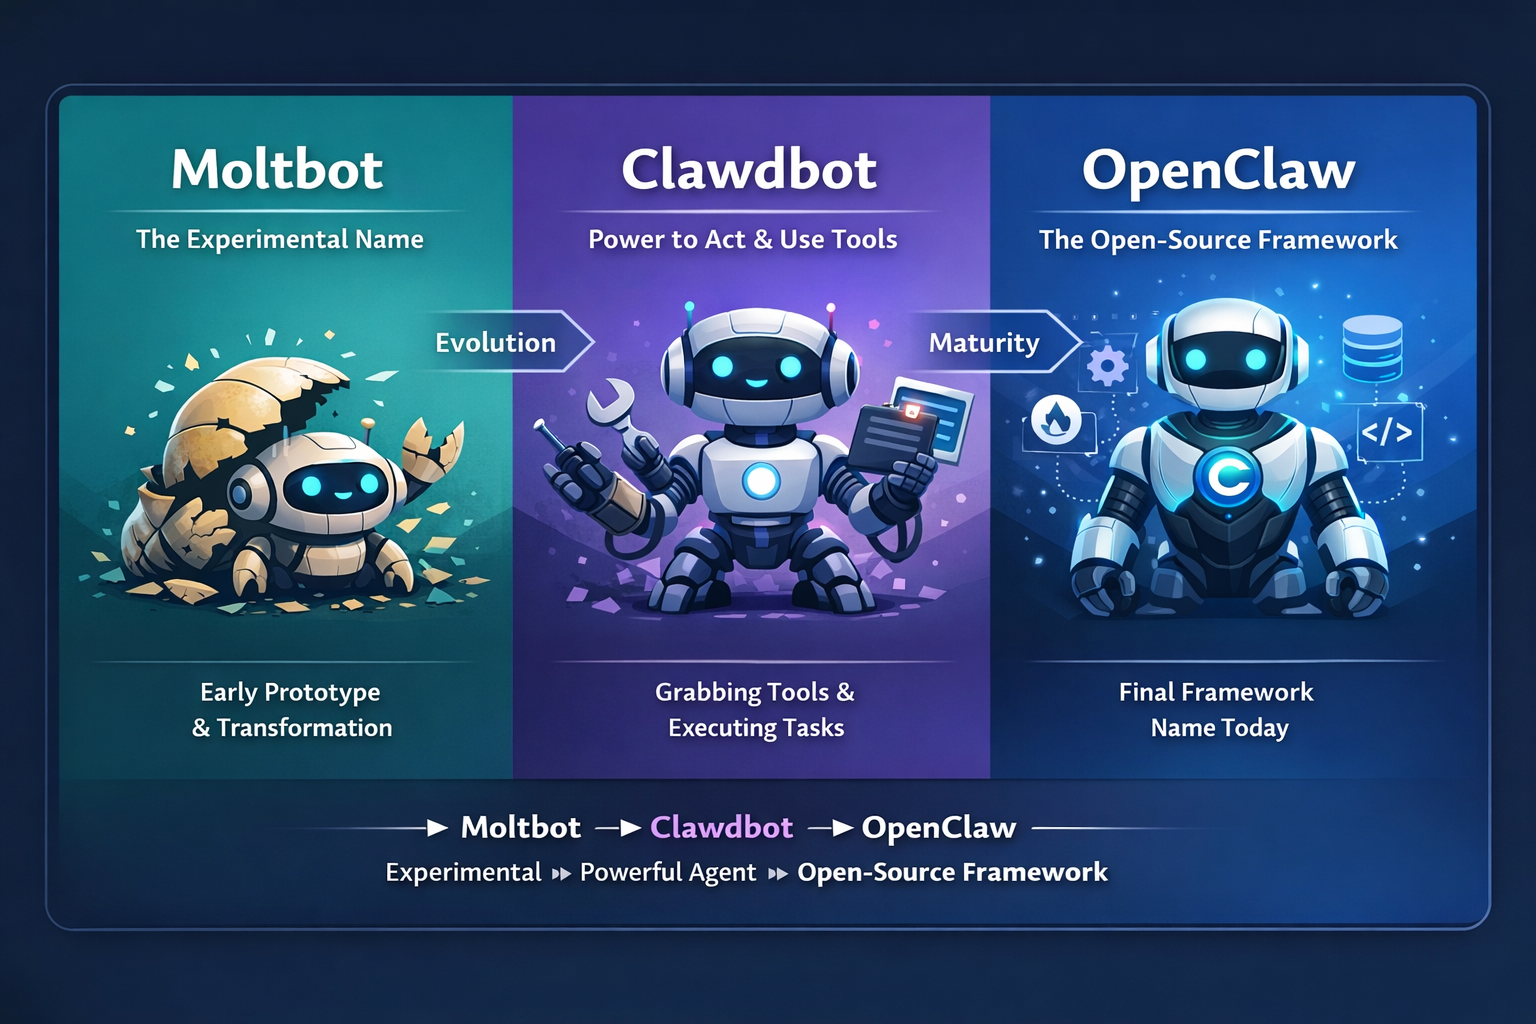 Moltbot
The Experimental Name
Evolution
Early Prototype
& Transformation
Clawdbot
Power to Act & Use Tools
Maturity
Grabbing Tools &
Executing Tasks
OpenClaw
The Open-Source Framework
</>
C
Final Framework
Name Today
Moltbot Clawdbot OpenClaw
Experimental Powerful Agent Open-Source Framework